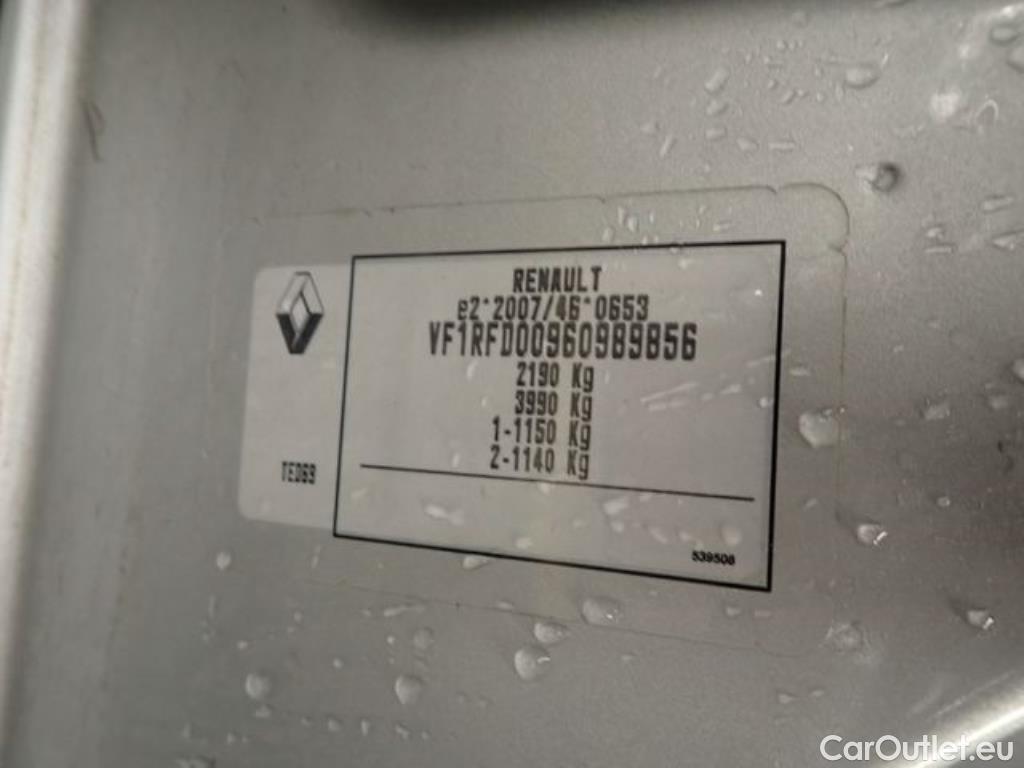 RENAULT
e2*2007/46*0653
VF1RFD00960989856
2190 Kg
3990 Kg
1-1150 Kg
2-1140 Kg
TED69
539508
CarOutlet.eu